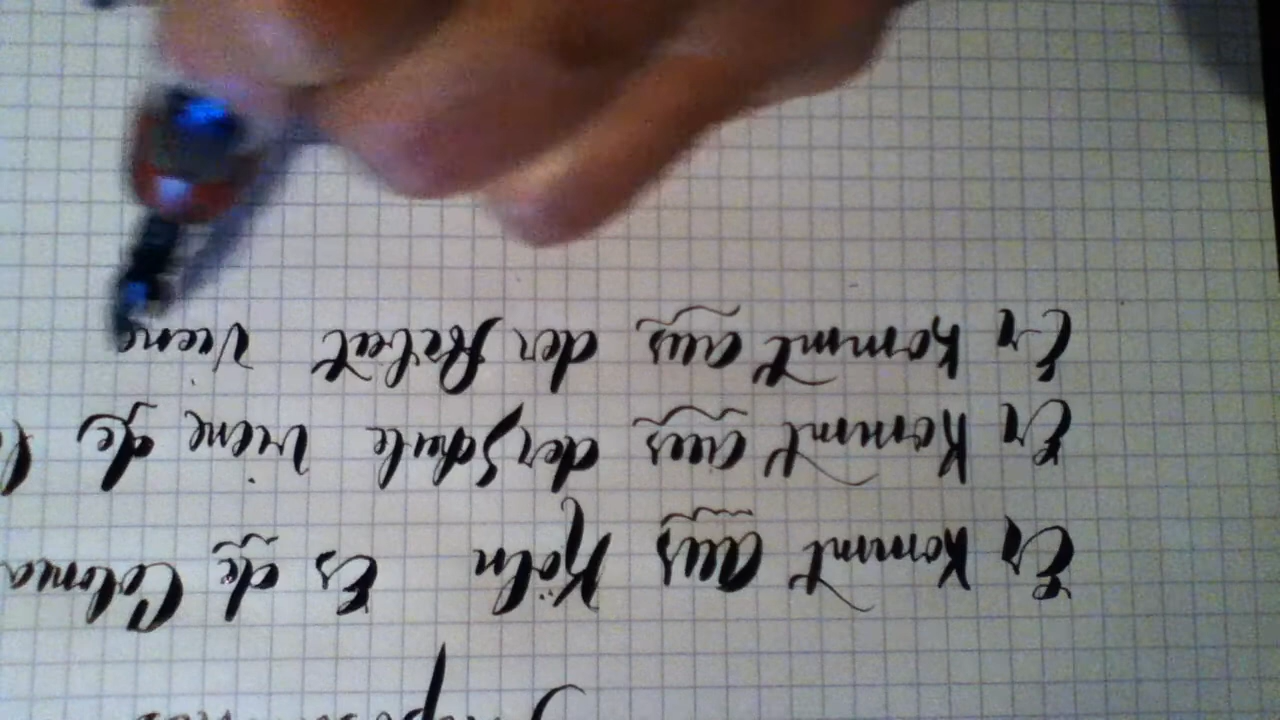 Er Kommt aus Köln Es de Colonia
Er Kommt aus der Schule viene de
Er Kommt aus der Arbeit viene